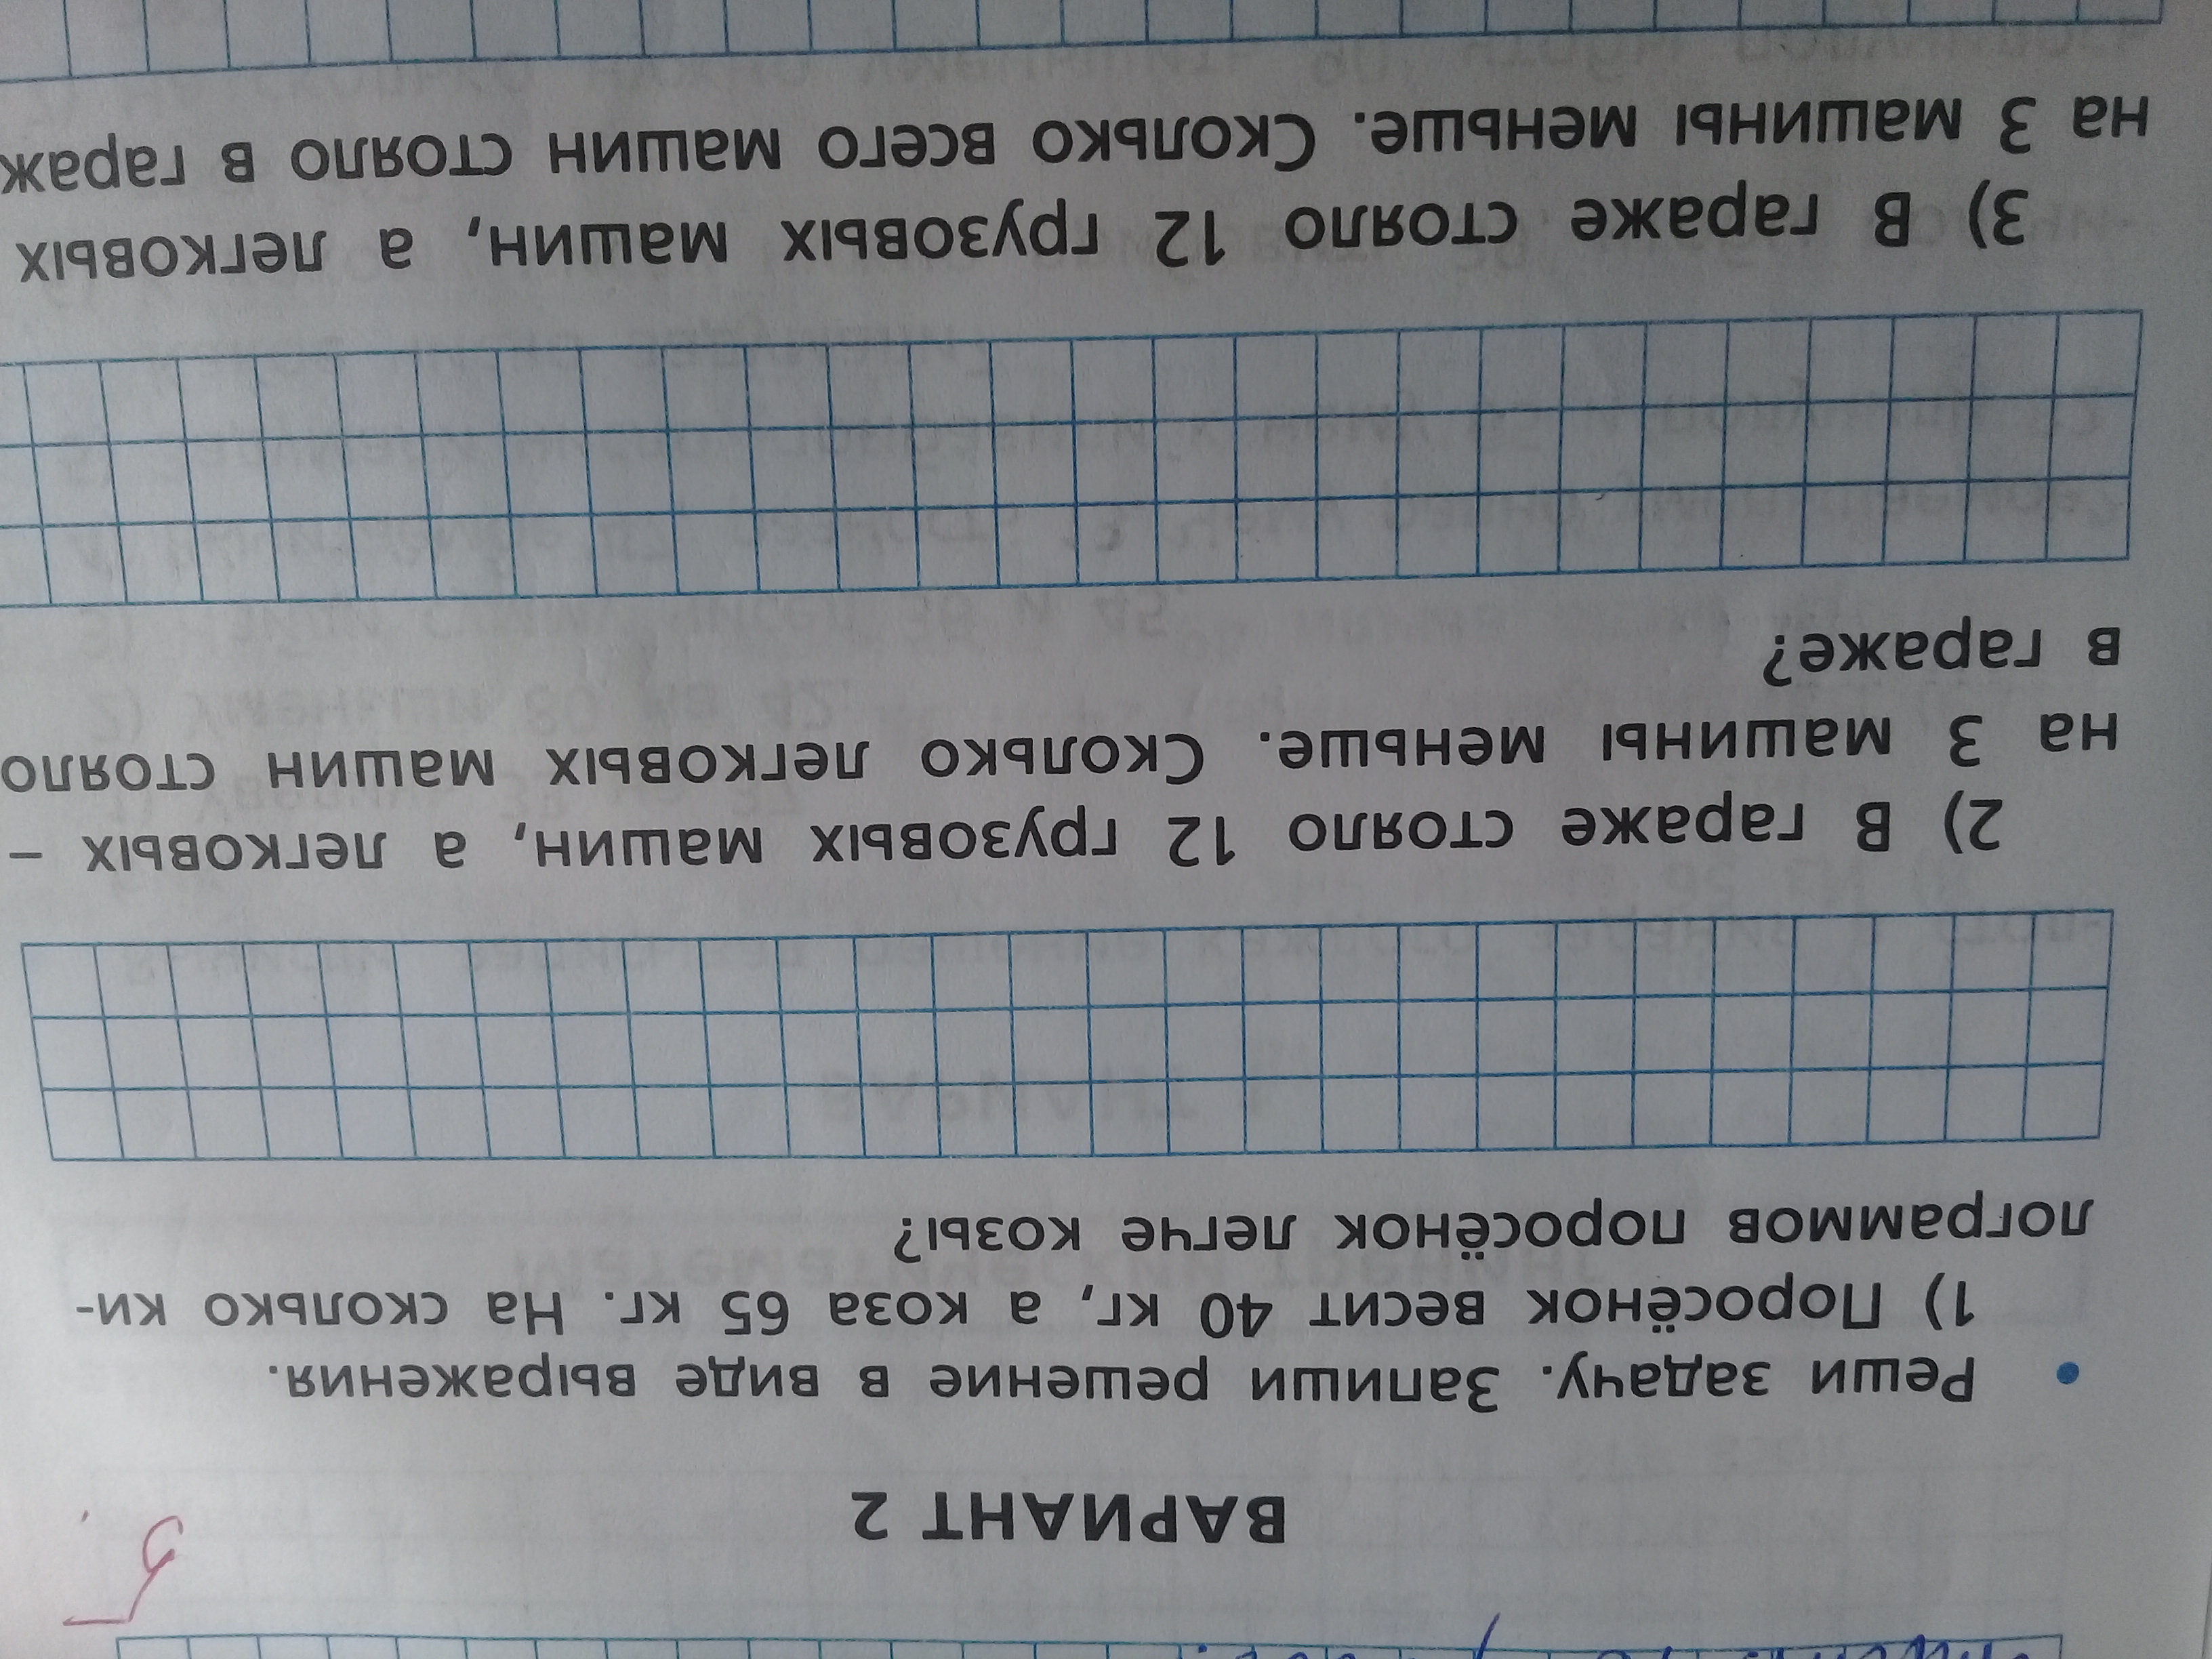 5
ВАРИАНТ 2
• Реши задачу. Запиши решение в виде выражения.
1) Поросёнок весит 40 кг, а коза 65 кг. На сколько ки-
лограммов поросёнок легче козы?
2) В гараже стояло 12 грузовых машин, а легковых –
на 3 машины меньше. Сколько легковых машин стояло
в гараже?
3) В гараже стояло 12 грузовых машин, а легковых
на 3 машины меньше. Сколько всего машин стояло в гараж